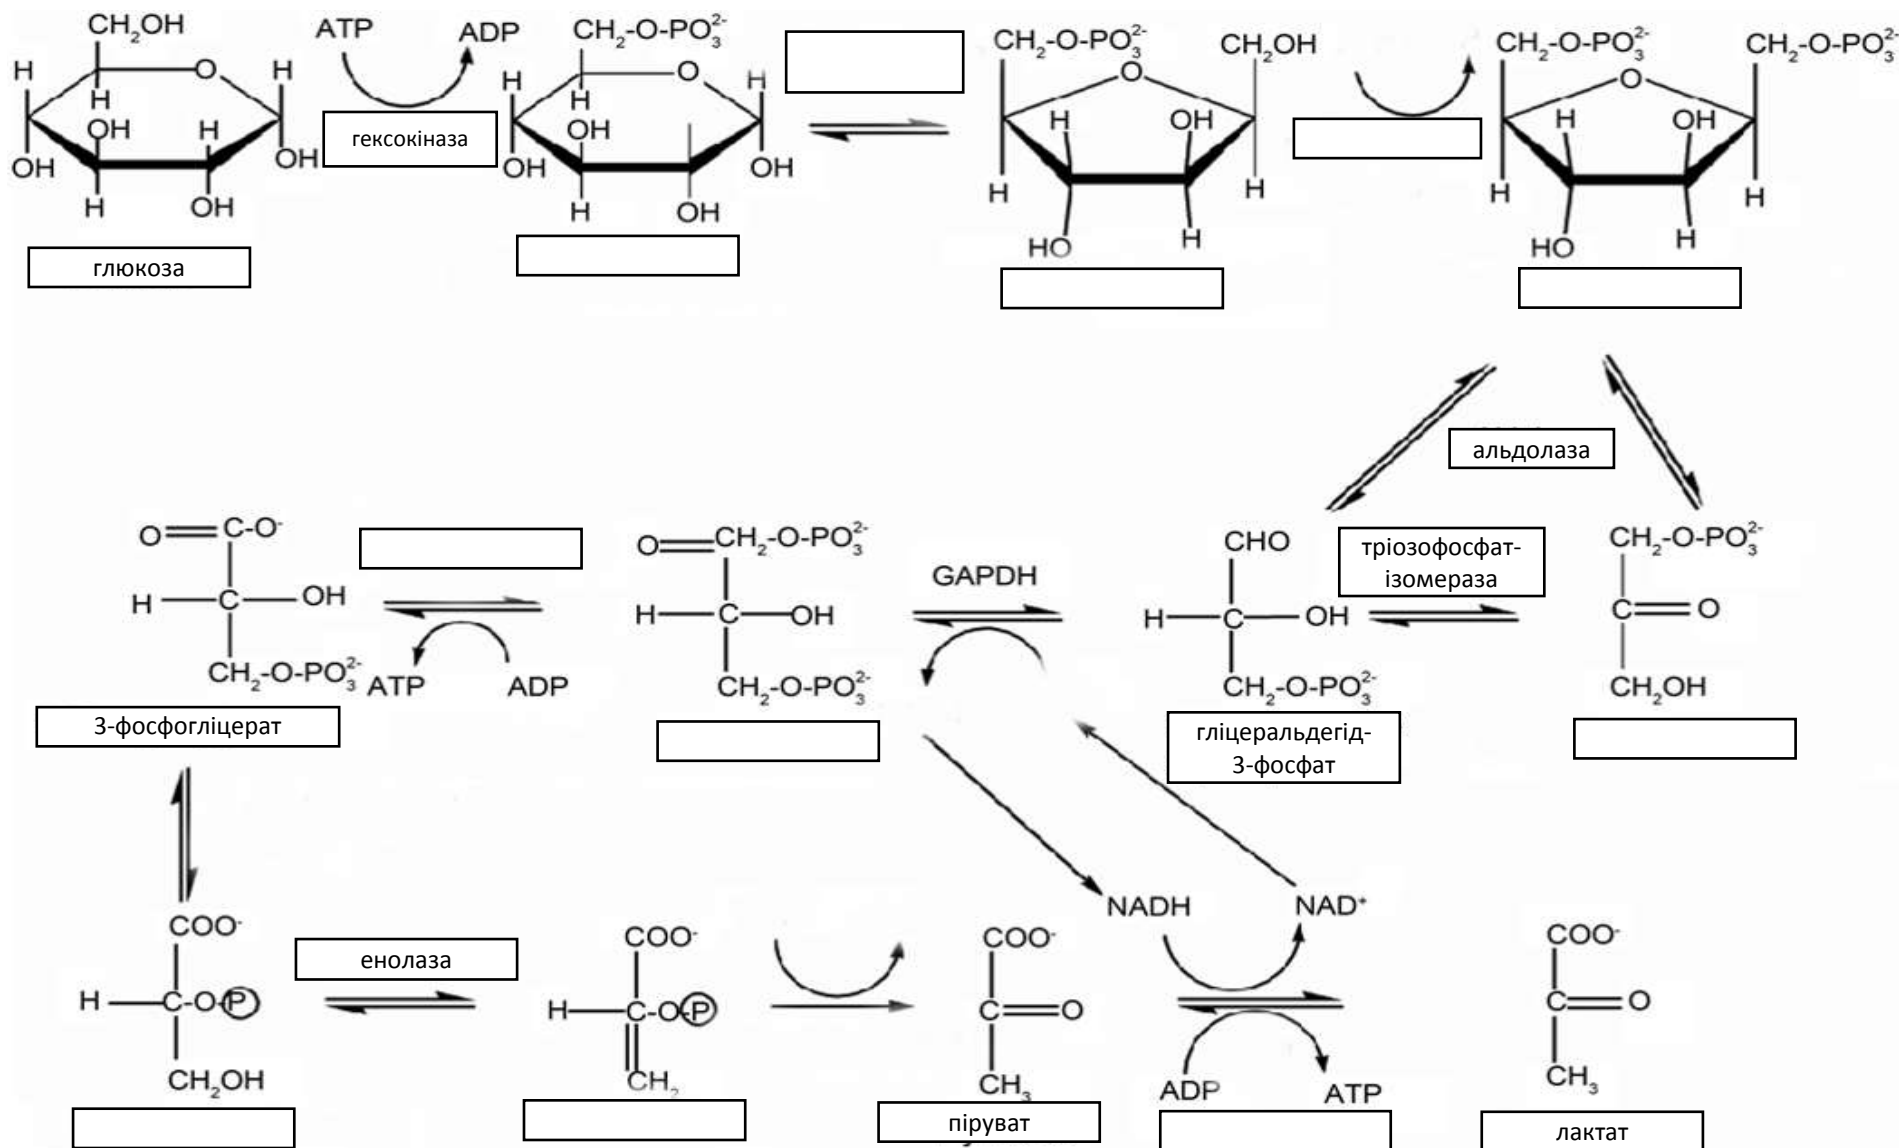 CH2OH
H
O
H
H
OH
H
OH
OH
H
OH
ATP
ADP
гексокіназа
CH2-O-PO3^2-
H
O
H
H
OH
OH
OH
H
OH
CH2-O-PO3^2-
O
CH2OH
H
OH
H
H
HO
H
CH2-O-PO3^2-
O
CH2-O-PO3^2-
H
OH
H
H
HO
H
глюкоза
альдолаза
O
C-O-
H
C
OH
CH2-O-PO3^2-
ATP
ADP
O
CH2-O-PO3^2-
H
C
OH
CH2-O-PO3^2-
GAPDH
CHO
H
C
OH
CH2-O-PO3^2-
тріозофосфат-
ізомераза
CH2-O-PO3^2-
C
O
CH2OH
3-фосфогліцерат
гліцеральдегід-
3-фосфат
NADH
NAD+
COO-
H
C-O-P
CH2OH
енолаза
COO-
H
C-O-P
CH2
COO-
C
O
CH3
ADP
ATP
COO-
C
O
CH3
піруват
лактат